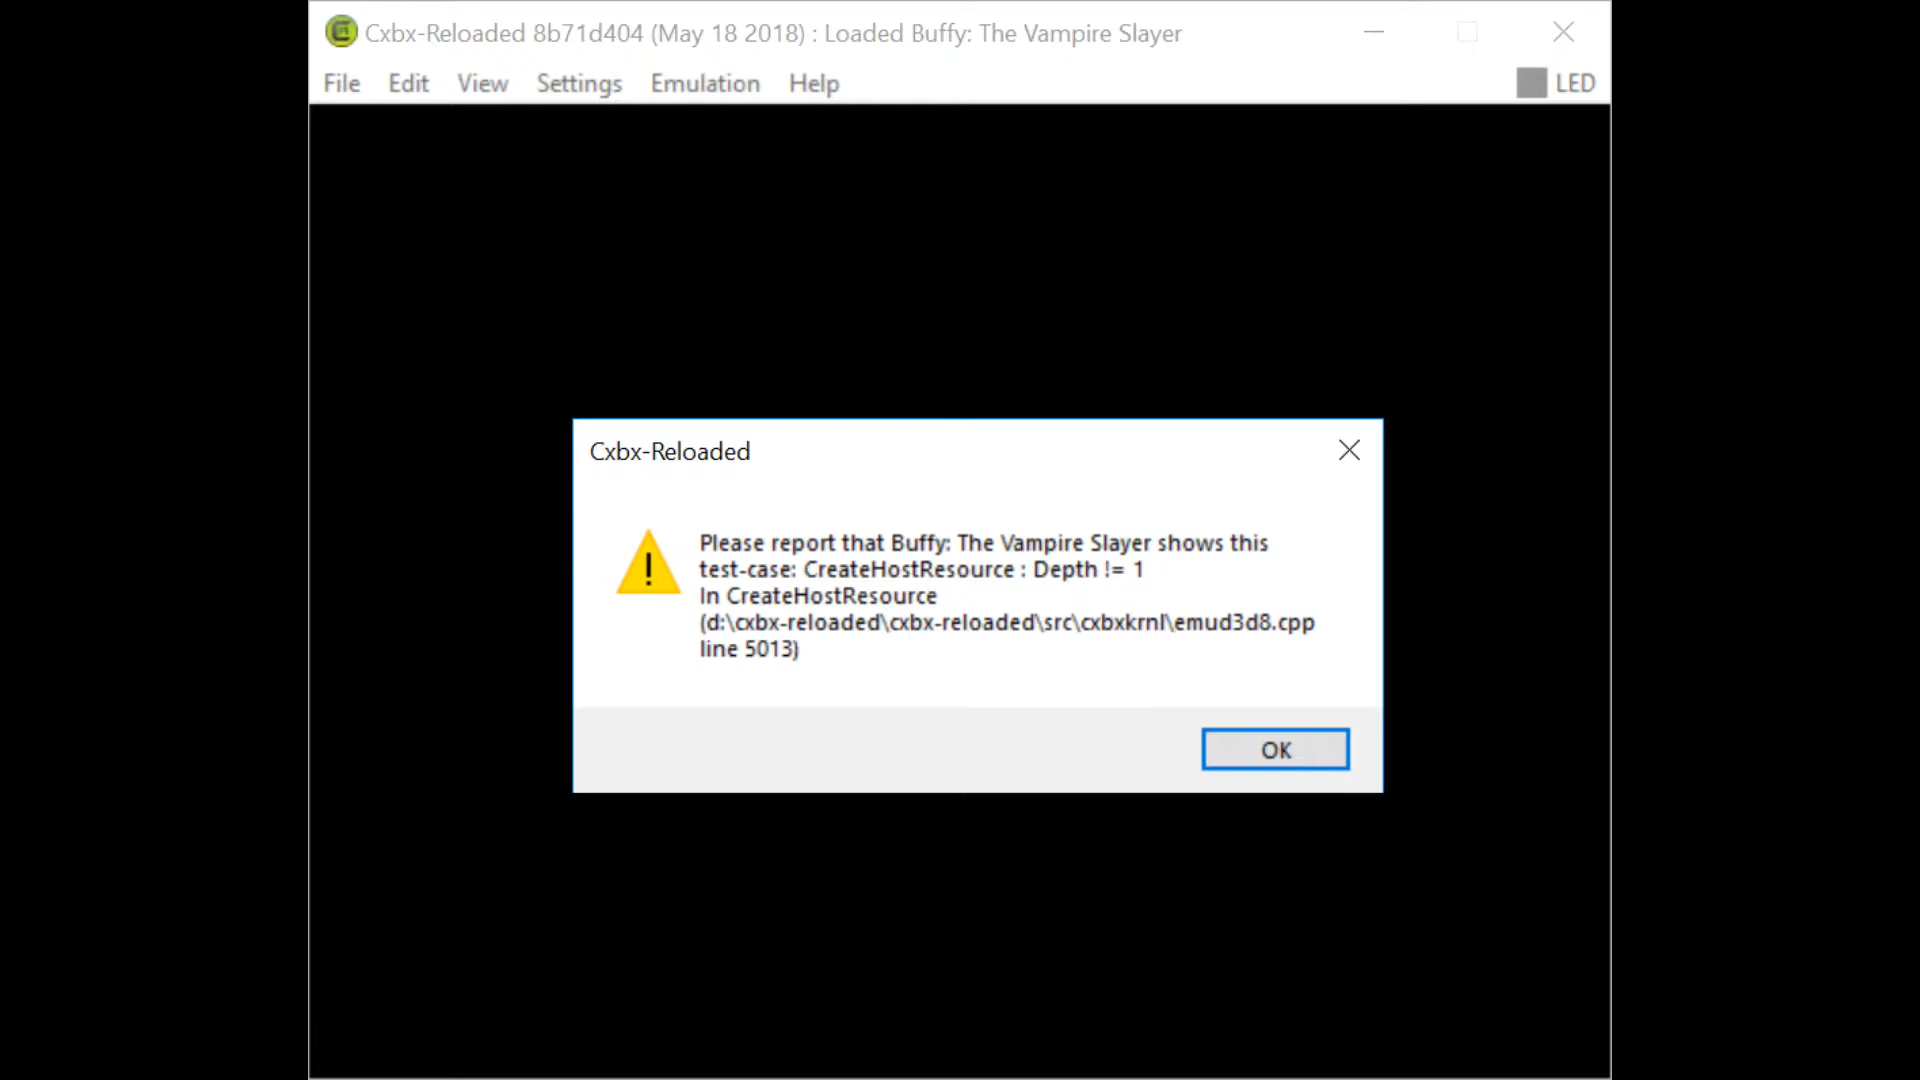 Cxbx-Reloaded 8b71d404 (May 18 2018) : Loaded Buffy: The Vampire Slayer
File Edit View Settings Emulation Help LED
Cxbx-Reloaded
Please report that Buffy: The Vampire Slayer shows this
test-case: CreateHostResource : Depth != 1
In CreateHostResource
(d:\cxbx-reloaded\cxbx-reloaded\src\cxbxkrnl\emud3d8.cpp
line 5013)
OK